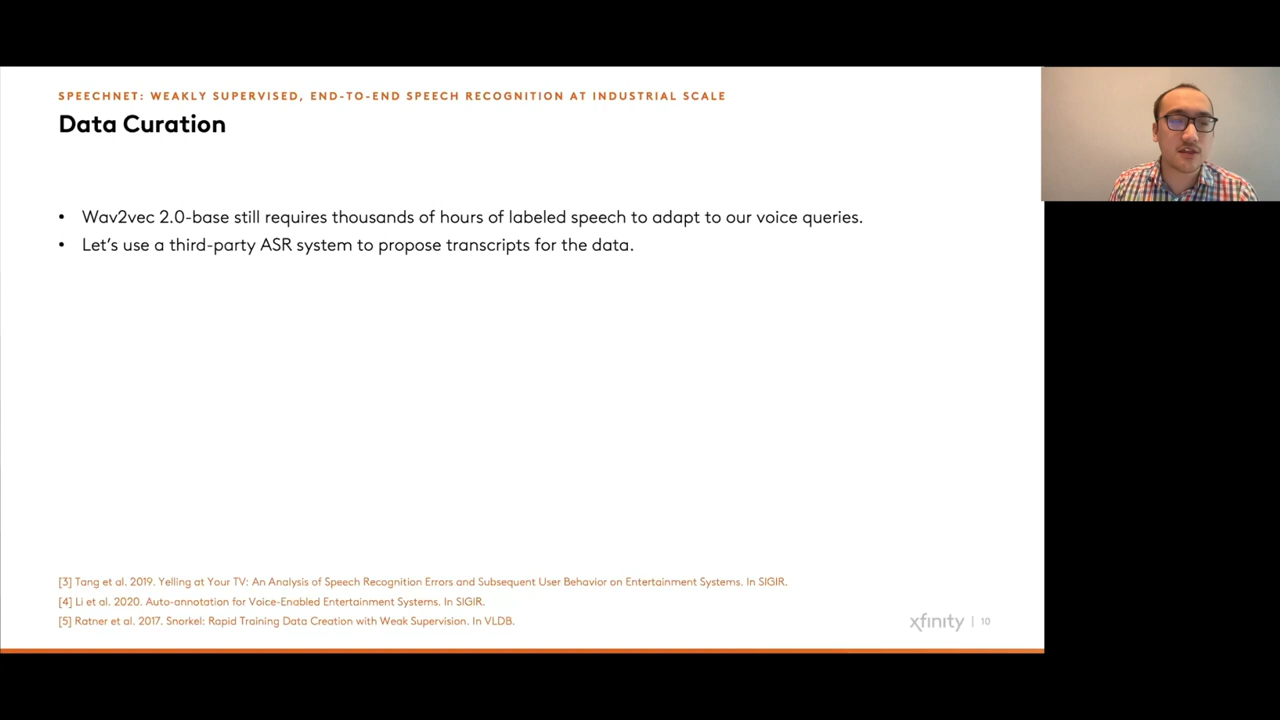 SPEECHNET: WEAKLY SUPERVISED, END-TO-END SPEECH RECOGNITION AT INDUSTRIAL SCALE
Data Curation
• Wav2vec 2.0-base still requires thousands of hours of labeled speech to adapt to our voice queries.
• Let's use a third-party ASR system to propose transcripts for the data.
[3] Tang et al. 2019. Yelling at Your TV: An Analysis of Speech Recognition Errors and Subsequent User Behavior on Entertainment Systems. In SIGIR.
[4] Li et al. 2020. Auto-annotation for Voice-Enabled Entertainment Systems. In SIGIR.
[5] Ratner et al. 2017. Snorkel: Rapid Training Data Creation with Weak Supervision. In VLDB.
xfinity | 10